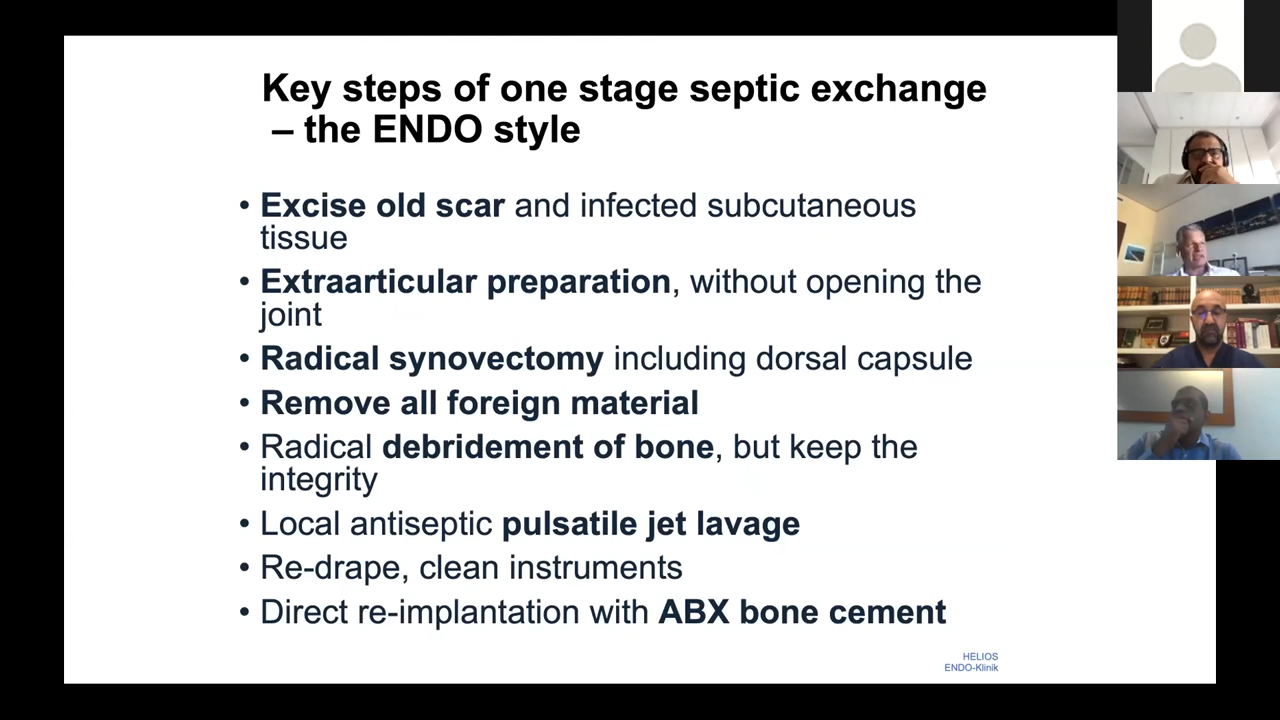 Key steps of one stage septic exchange
– the ENDO style
• Excise old scar and infected subcutaneous
tissue
• Extraarticular preparation, without opening the
joint
• Radical synovectomy including dorsal capsule
• Remove all foreign material
• Radical debridement of bone, but keep the
integrity
• Local antiseptic pulsatile jet lavage
• Re-drape, clean instruments
• Direct re-implantation with ABX bone cement
HELIOS
ENDO-Klinik